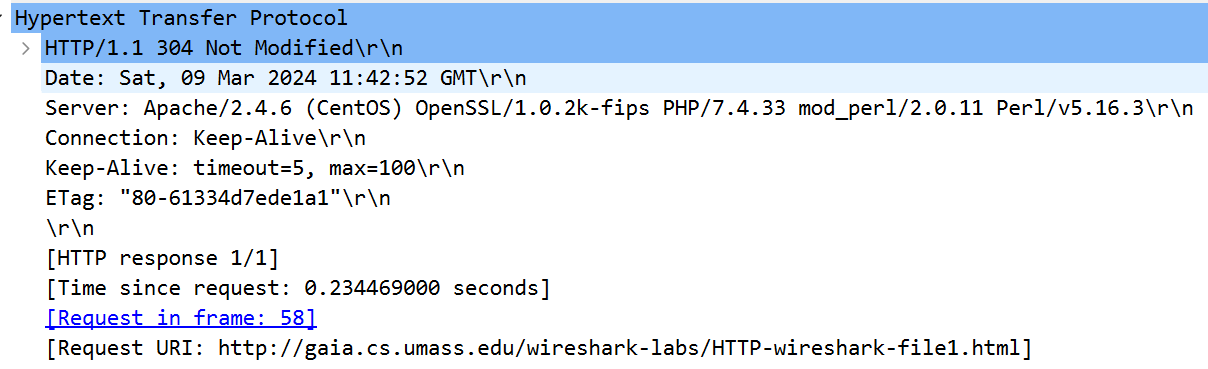 Hypertext Transfer Protocol
HTTP/1.1 304 Not Modified\r\n
Date: Sat, 09 Mar 2024 11:42:52 GMT\r\n
Server: Apache/2.4.6 (CentOS) OpenSSL/1.0.2k-fips PHP/7.4.33 mod_perl/2.0.11 Perl/v5.16.3\r\n
Connection: Keep-Alive\r\n
Keep-Alive: timeout=5, max=100\r\n
ETag: "80-61334d7ede1a1"\r\n
\r\n
[HTTP response 1/1]
[Time since request: 0.234469000 seconds]
[Request in frame: 58]
[Request URI: http://gaia.cs.umass.edu/wireshark-labs/HTTP-wireshark-file1.html]